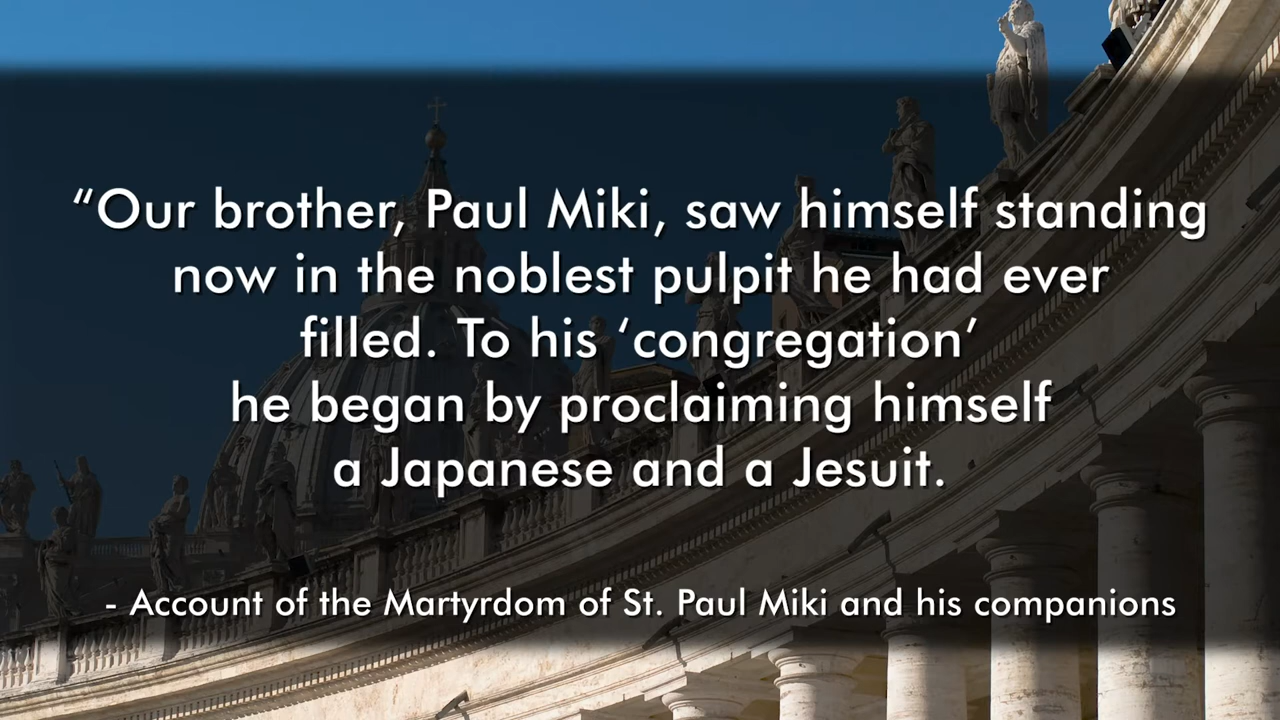 “Our brother, Paul Miki, saw himself standing
now in the noblest pulpit he had ever
filled. To his ‘congregation’
he began by proclaiming himself
a Japanese and a Jesuit.
- Account of the Martyrdom of St. Paul Miki and his companions